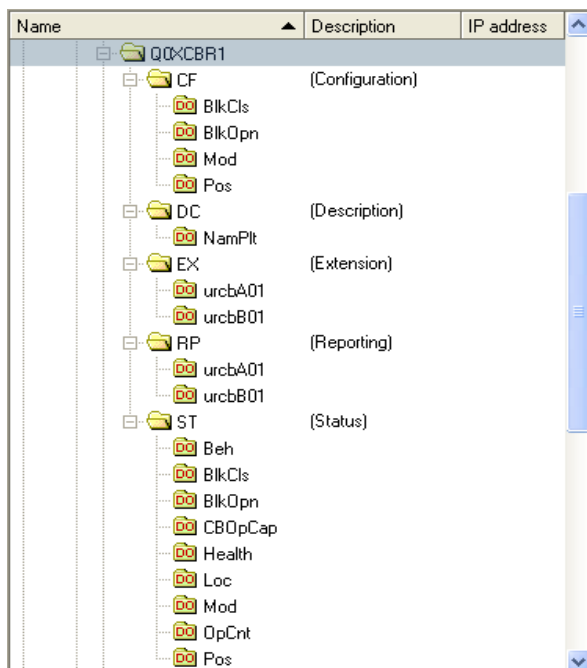 Name Description IP address
Q0XCBR1
CF (Configuration)
DO BlkCls
DO BlkOpn
DO Mod
DO Pos
DC (Description)
DO NamPlt
EX (Extension)
DO urcbA01
DO urcbB01
RP (Reporting)
DO urcbA01
DO urcbB01
ST (Status)
DO Beh
DO BlkCls
DO BlkOpn
DO CBOpCap
DO Health
DO Loc
DO Mod
DO OpCnt
DO Pos